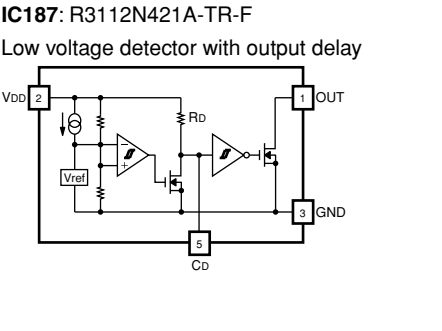 IC187: R3112N421A-TR-F
Low voltage detector with output delay
VDD 2
1 OUT
RD
−
+
Vref
3 GND
5
CD